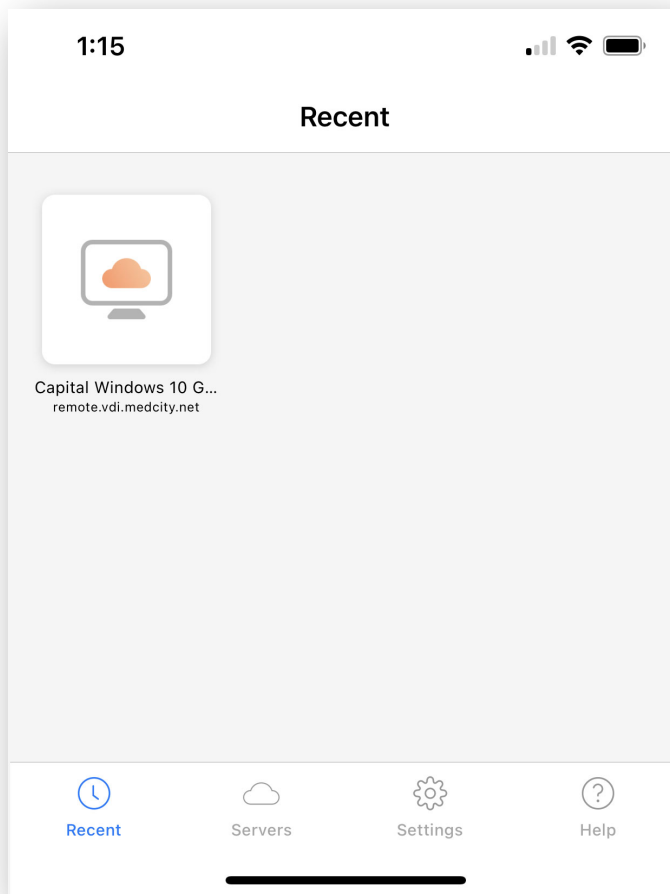 1:15
Recent
Capital Windows 10 G...
remote.vdi.medcity.net
Recent
Servers
Settings
Help